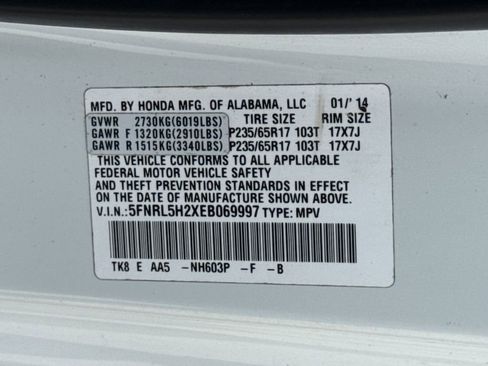 MFD. BY HONDA MFG. OF ALABAMA, LLC 01/'14
GVWR 2730KG(6019LBS) TIRE SIZE RIM SIZE
GAWR F 1320KG(2910LBS) P235/65R17 103T 17X7J
GAWR R 1515KG(3340LBS) P235/65R17 103T 17X7J
THIS VEHICLE CONFORMS TO ALL APPLICABLE
FEDERAL MOTOR VEHICLE SAFETY
AND THEFT PREVENTION STANDARDS IN EFFECT
ON THE DATE OF MANUFACTURE SHOWN ABOVE.
V.I.N.: 5FNRL5H2XEB069997 TYPE: MPV
TK8 E AA5 -NH603P -F -B